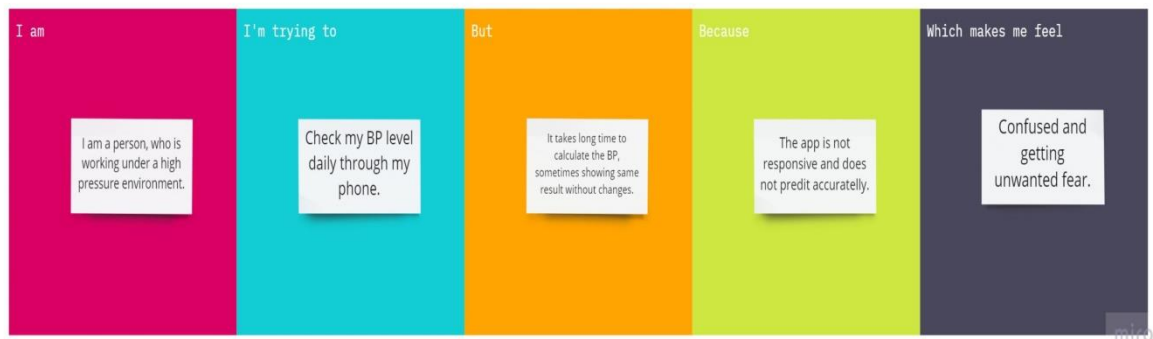 I am
I'm trying to
But
Because
Which makes me feel
I am a person, who is
working under a high
pressure environment.
Check my BP level
daily through my
phone.
It takes long time to
calculate the BP,
sometimes showing same
result without changes.
The app is not
responsive and does
not predit accuratelly.
Confused and
getting
unwanted fear.
miro